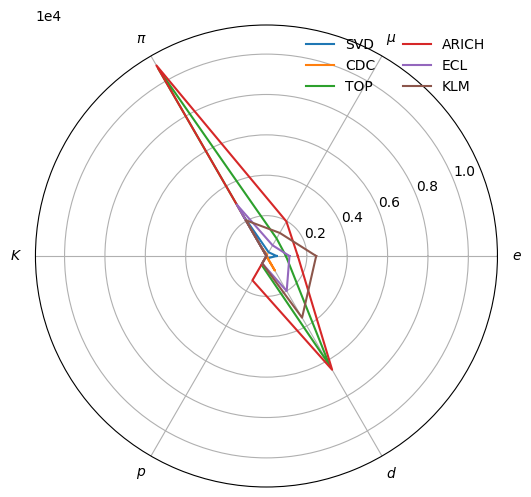 1e4
π
μ
SVD ARICH
CDC ECL
TOP KLM
1.0
0.8
0.6
0.4
0.2
K
e
p
d